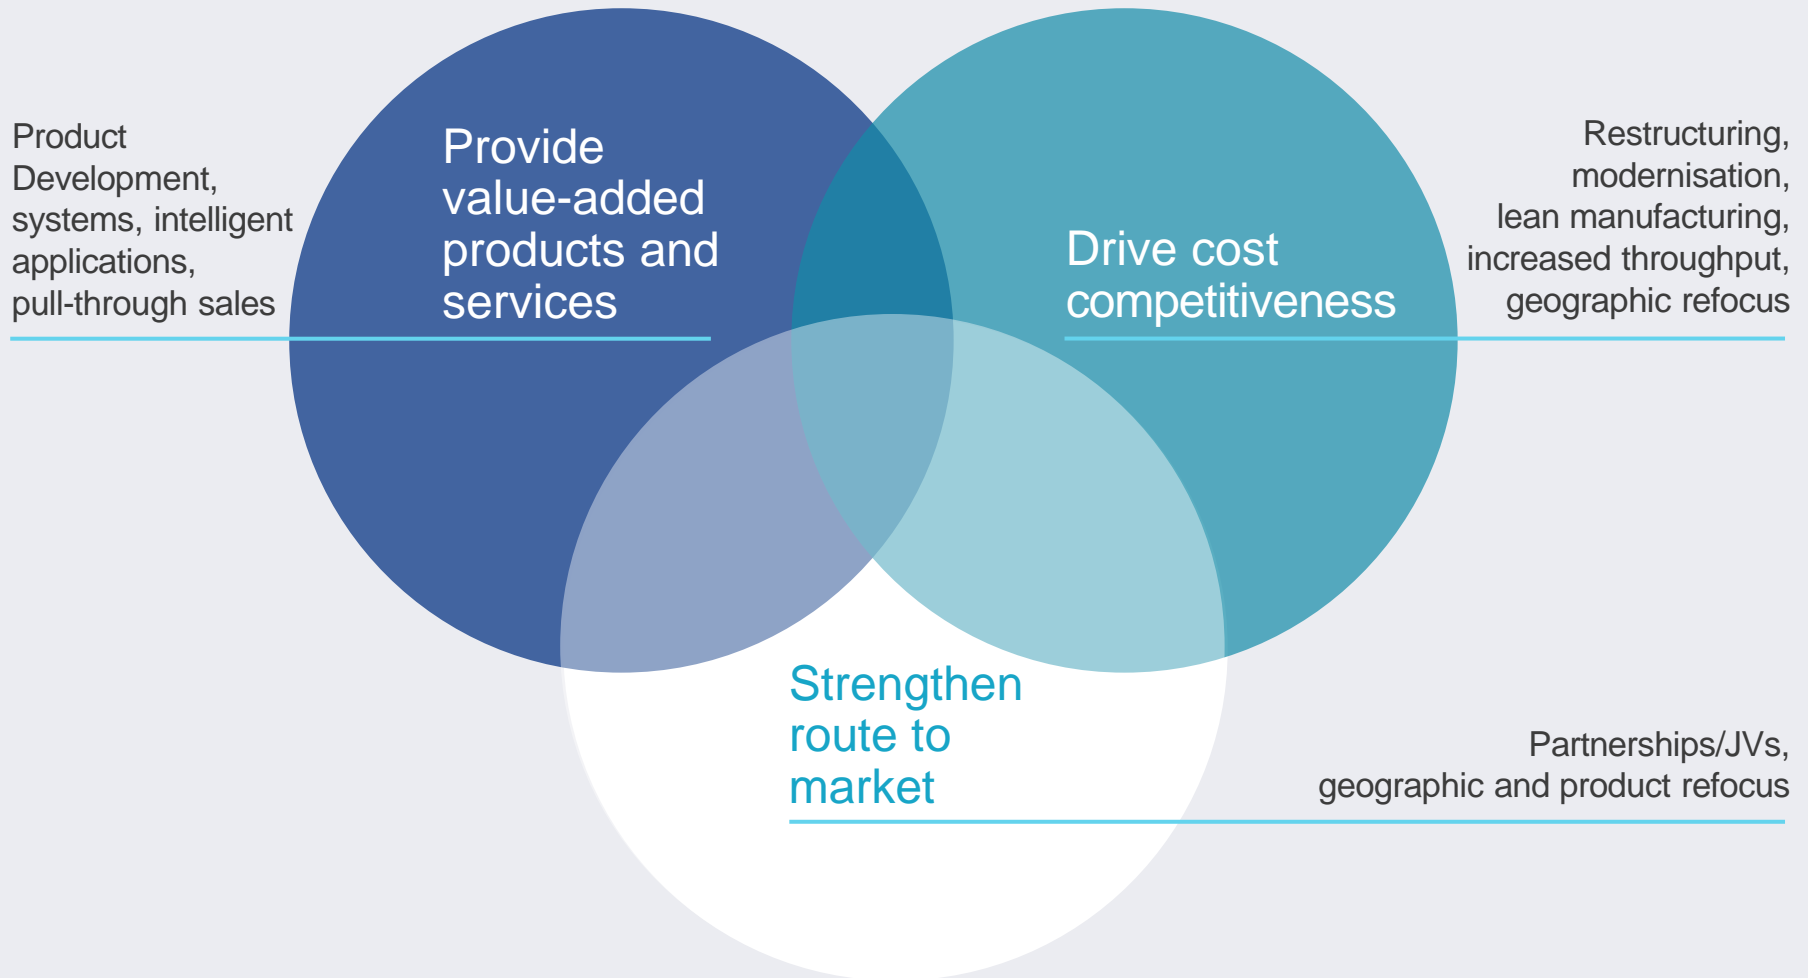 Product
Development,
systems, intelligent
applications,
pull-through sales
Provide
value-added
products and
services
Drive cost
competitiveness
Restructuring,
modernisation,
lean manufacturing,
increased throughput,
geographic refocus
Strengthen
route to
market
Partnerships/JVs,
geographic and product refocus